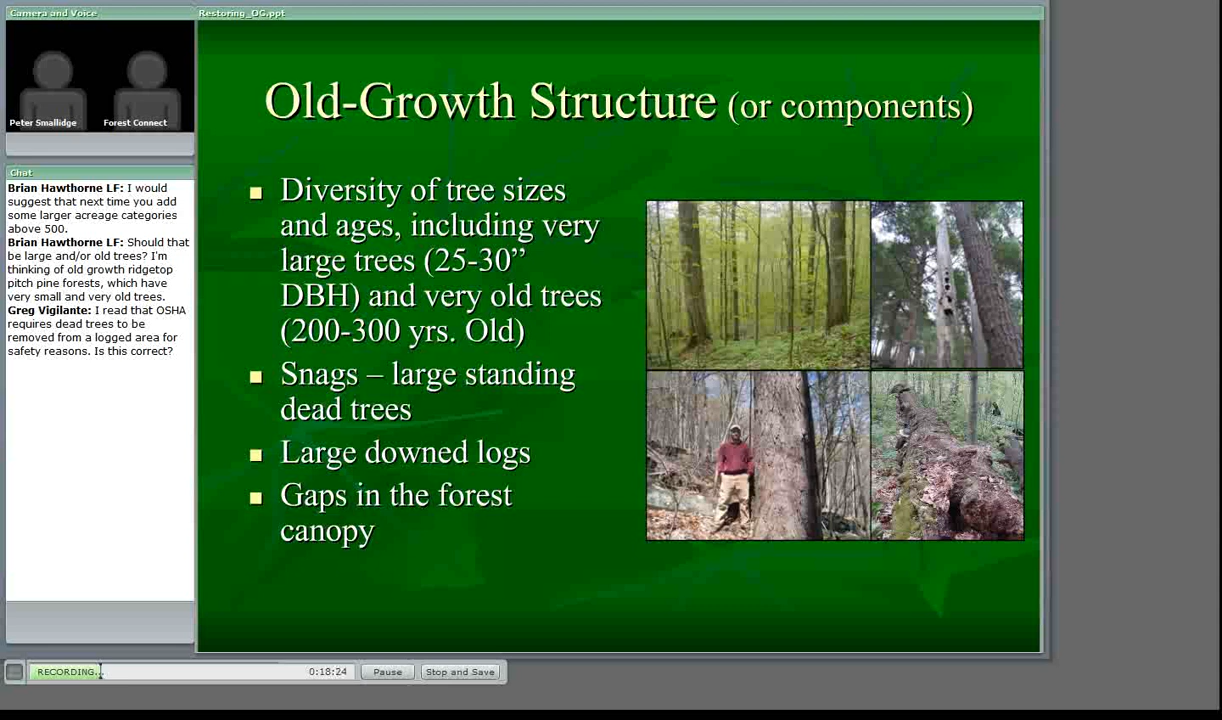 Camera and Voice
Peter Smallidge
Forest Connect
Chat
Brian Hawthorne LF: I would
suggest that next time you add
some larger acreage categories
above 500.
Brian Hawthorne LF: Should that
be large and/or old trees? I'm
thinking of old growth ridgetop
pitch pine forests, which have
very small and very old trees.
Greg Vigilante: I read that OSHA
requires dead trees to be
removed from a logged area for
safety reasons. Is this correct?
Restoring_OG.ppt
Old-Growth Structure (or components)
Diversity of tree sizes
and ages, including very
large trees (25-30”
DBH) and very old trees
(200-300 yrs. Old)
Snags – large standing
dead trees
Large downed logs
Gaps in the forest
canopy
RECORDING...
0:18:24
Pause
Stop and Save